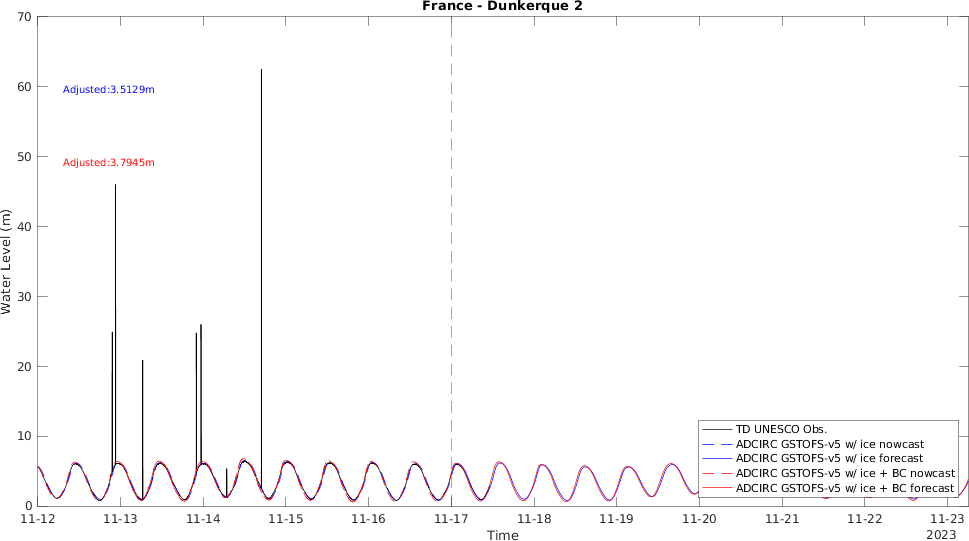 France - Dunkerque 2
70
60
50
40
30
20
10
0
Water Level (m)
Adjusted:3.5129m
Adjusted:3.7945m
TD UNESCO Obs.
ADCIRC GSTOFS-v5 w/ ice nowcast
ADCIRC GSTOFS-v5 w/ ice forecast
ADCIRC GSTOFS-v5 w/ ice + BC nowcast
ADCIRC GSTOFS-v5 w/ ice + BC forecast
11-12 11-13 11-14 11-15 11-16 11-17 11-18 11-19 11-20 11-21 11-22 11-23
Time
2023